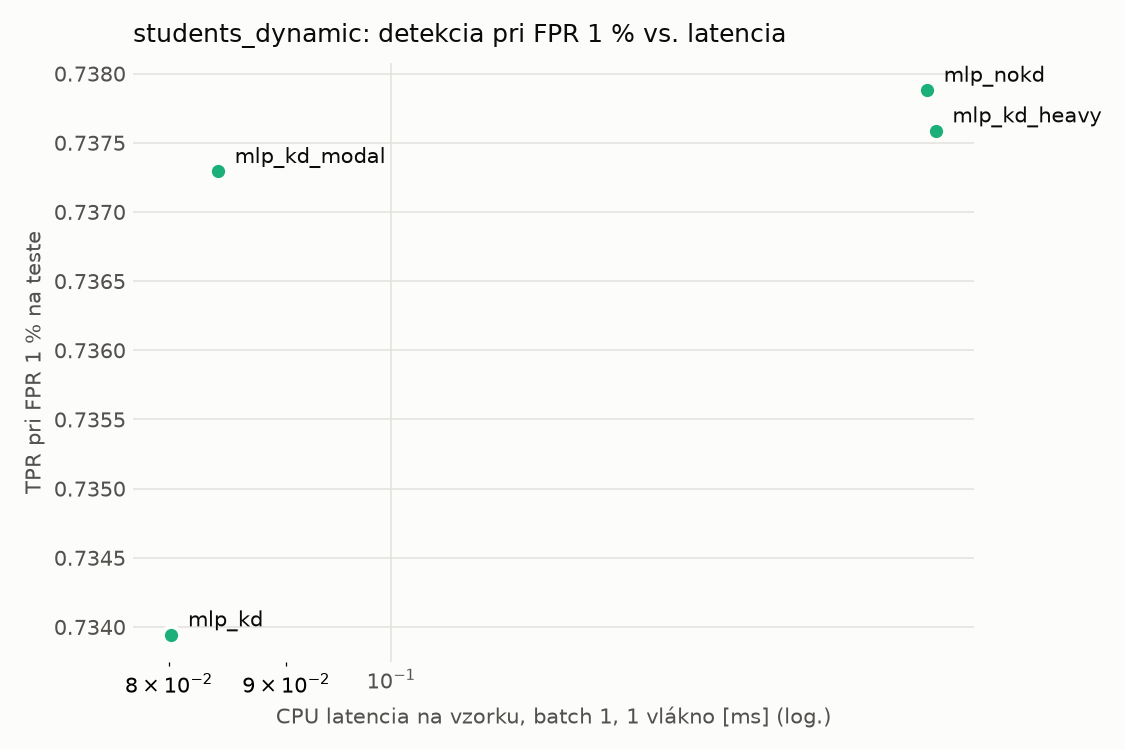 students_dynamic: detekcia pri FPR 1 % vs. latencia
TPR pri FPR 1 % na teste
0.7380
0.7375
0.7370
0.7365
0.7360
0.7355
0.7350
0.7345
0.7340
mlp_nokd
mlp_kd_heavy
mlp_kd_modal
mlp_kd
8 × 10⁻²
9 × 10⁻²
10⁻¹
CPU latencia na vzorku, batch 1, 1 vlákno [ms] (log.)